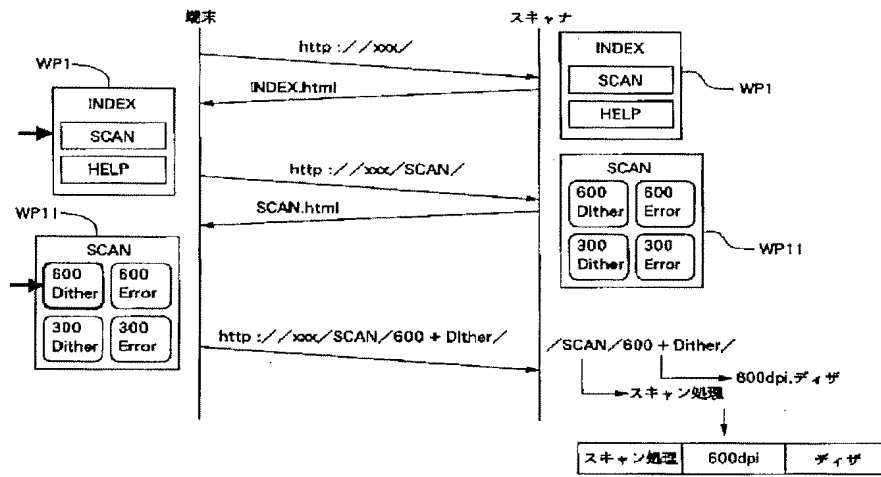 端末
スキャナ
http：／／xxx／
INDEX
SCAN
HELP
WP1
INDEX.html
WP1
INDEX
SCAN
HELP
http：／／xxx／SCAN／
SCAN
600 Dither
600 Error
300 Dither
300 Error
WP11
SCAN.html
WP11
SCAN
600 Dither
600 Error
300 Dither
300 Error
http：／／xxx／SCAN／600 + Dither／
／SCAN／600 + Dither／
600dpi,ディザ
スキャン処理
スキャン処理 600dpi ディザ